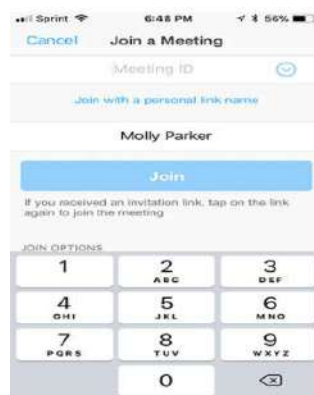 Sprint 6:48 PM 56%
Cancel Join a Meeting
Meeting ID
Join with a personal link name
Molly Parker
Join
If you received an invitation link, tap on the link
again to join the meeting
JOIN OPTIONS
1 2 3
ABC DEF
4 5 6
GHI JKL MNO
7 8 9
PQRS TUV WXYZ
0